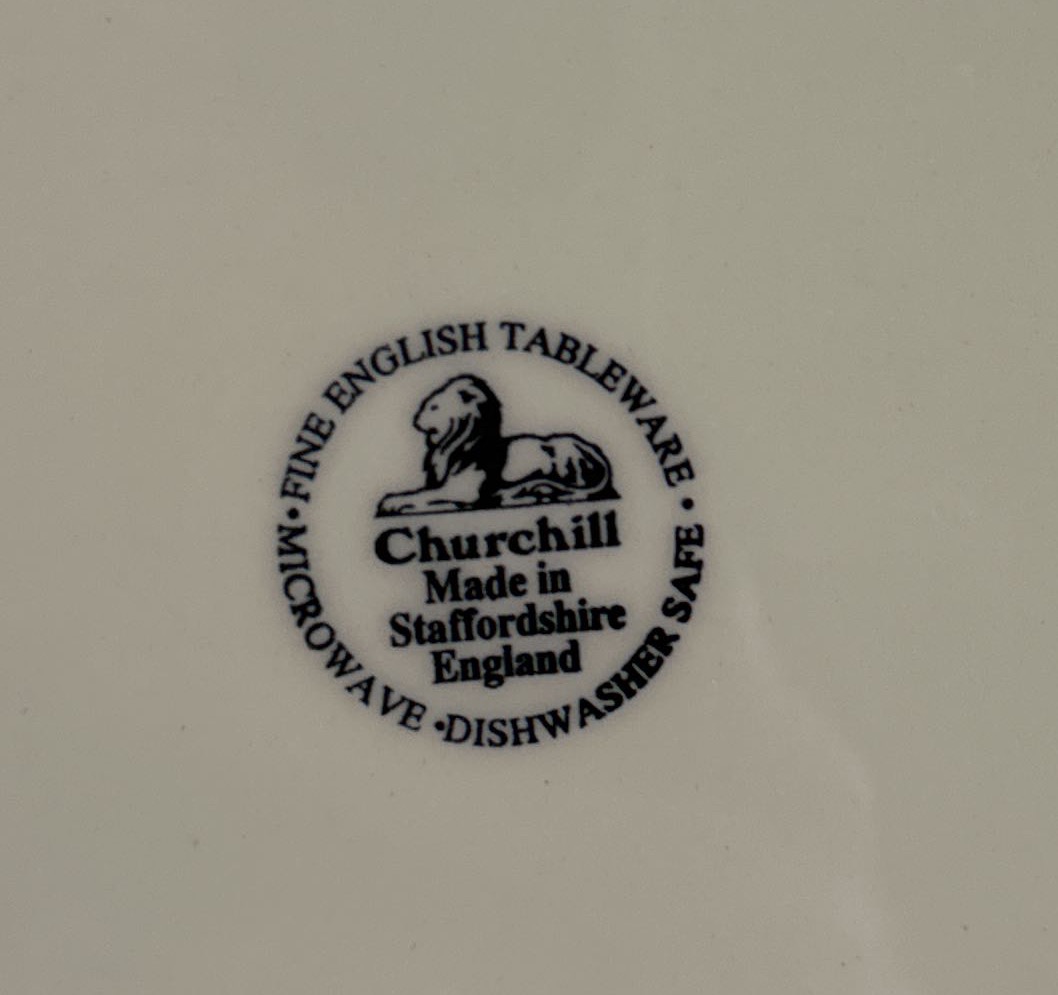 • FINE ENGLISH TABLEWARE •
Churchill
Made in
Staffordshire
England
MICROWAVE • DISHWASHER SAFE